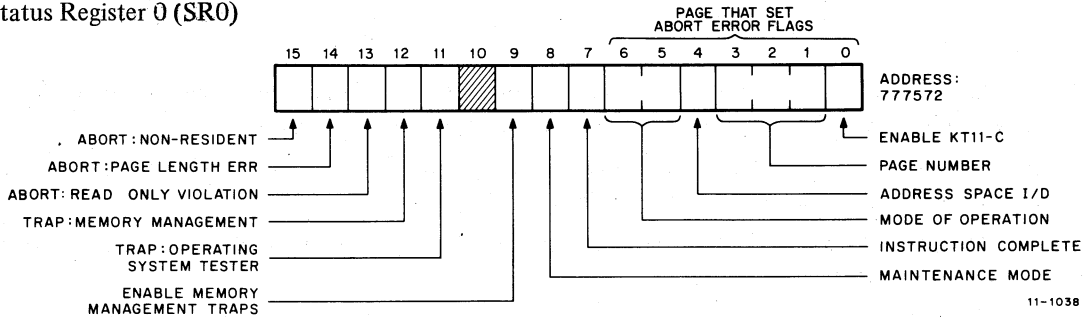 tatus Register 0 (SR0)
PAGE THAT SET
ABORT ERROR FLAGS
15 14 13 12 11 10 9 8 7 6 5 4 3 2 1 0
ADDRESS:
777572
ABORT:NON-RESIDENT
ABORT:PAGE LENGTH ERR
ABORT:READ ONLY VIOLATION
TRAP:MEMORY MANAGEMENT
TRAP:OPERATING
SYSTEM TESTER
ENABLE MEMORY
MANAGEMENT TRAPS
ENABLE KT11-C
PAGE NUMBER
ADDRESS SPACE I/D
MODE OF OPERATION
INSTRUCTION COMPLETE
MAINTENANCE MODE
11-1038